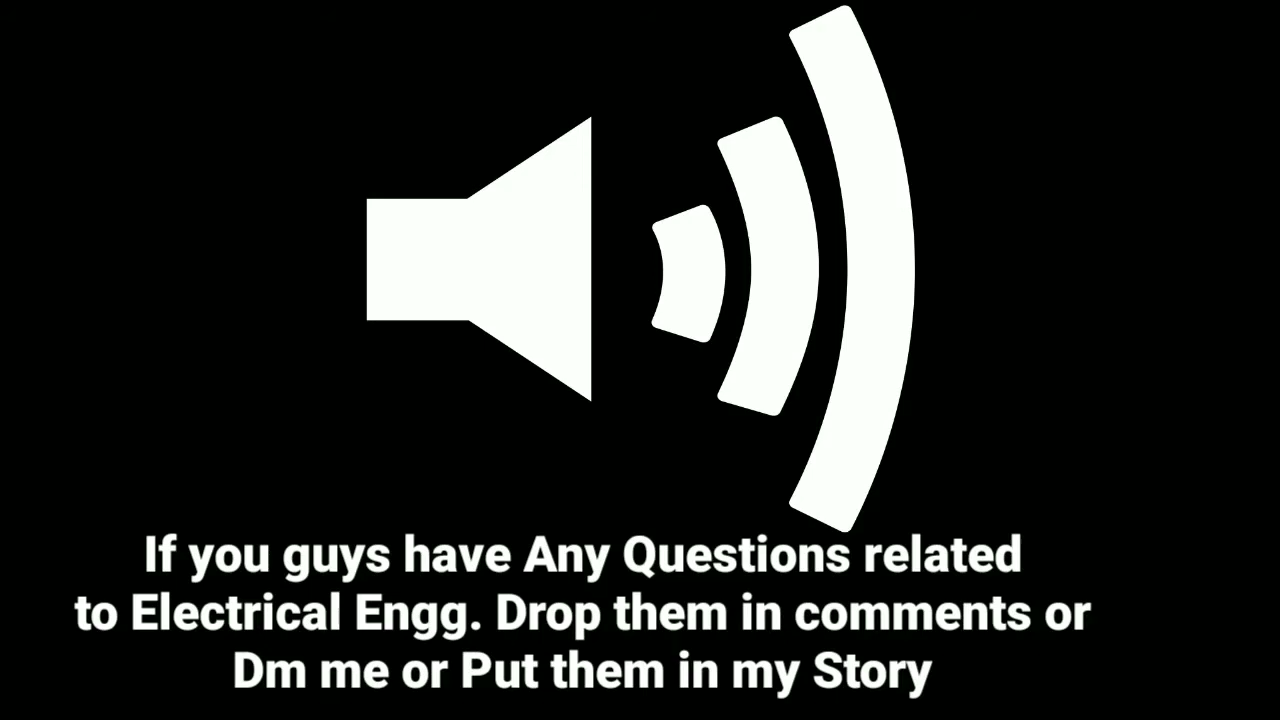 If you guys have Any Questions related
to Electrical Engg. Drop them in comments or
Dm me or Put them in my Story